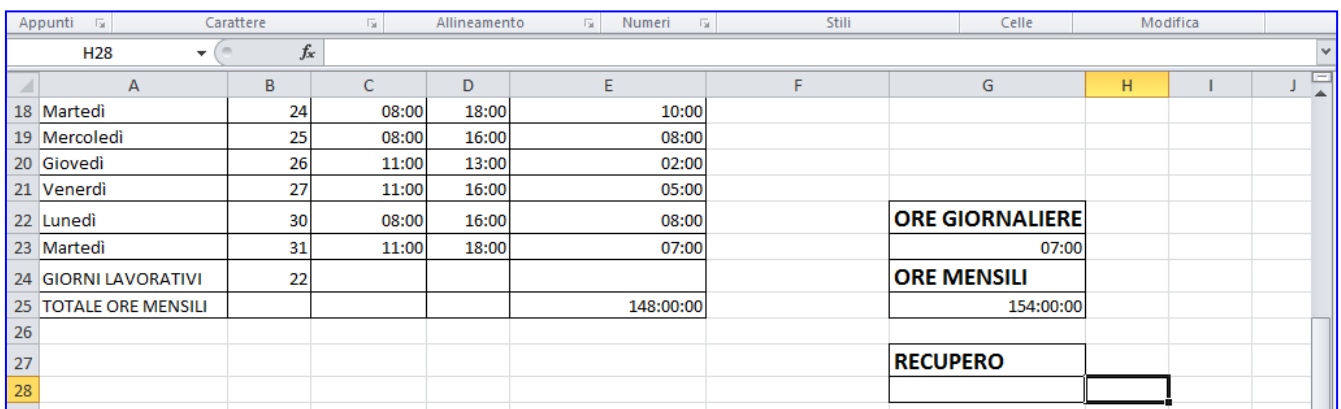 Appunti Carattere Allineamento Numeri Stili Celle Modifica
H28 fx
A B C D E F G H I J
18 Martedì 24 08:00 18:00 10:00
19 Mercoledì 25 08:00 16:00 08:00
20 Giovedì 26 11:00 13:00 02:00
21 Venerdì 27 11:00 16:00 05:00
22 Lunedì 30 08:00 16:00 08:00 ORE GIORNALIERE
23 Martedì 31 11:00 18:00 07:00 07:00
24 GIORNI LAVORATIVI 22 ORE MENSILI
25 TOTALE ORE MENSILI 148:00:00 154:00:00
26
27 RECUPERO
28